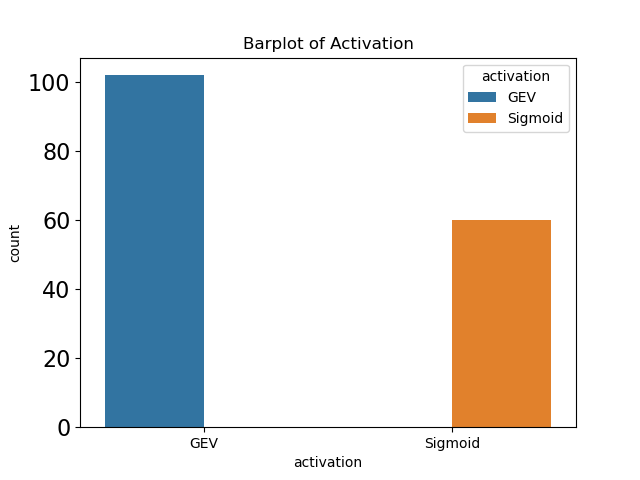 Barplot of Activation
activation
GEV
Sigmoid
100
80
60
40
20
0
count
GEV
Sigmoid
activation